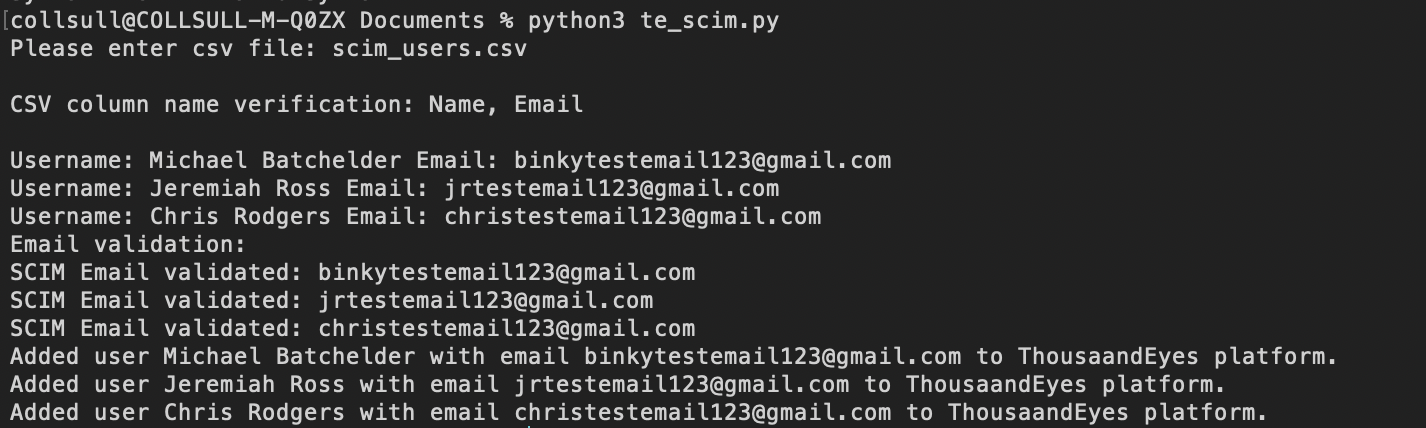 [collsull@COLLSULL-M-Q0ZX Documents % python3 te_scim.py
Please enter csv file: scim_users.csv
CSV column name verification: Name, Email
Username: Michael Batchelder Email: binkytestemail123@gmail.com
Username: Jeremiah Ross Email: jrtestemail123@gmail.com
Username: Chris Rodgers Email: christestemail123@gmail.com
Email validation:
SCIM Email validated: binkytestemail123@gmail.com
SCIM Email validated: jrtestemail123@gmail.com
SCIM Email validated: christestemail123@gmail.com
Added user Michael Batchelder with email binkytestemail123@gmail.com to ThousaandEyes platform.
Added user Jeremiah Ross with email jrtestemail123@gmail.com to ThousaandEyes platform.
Added user Chris Rodgers with email christestemail123@gmail.com to ThousaandEyes platform.